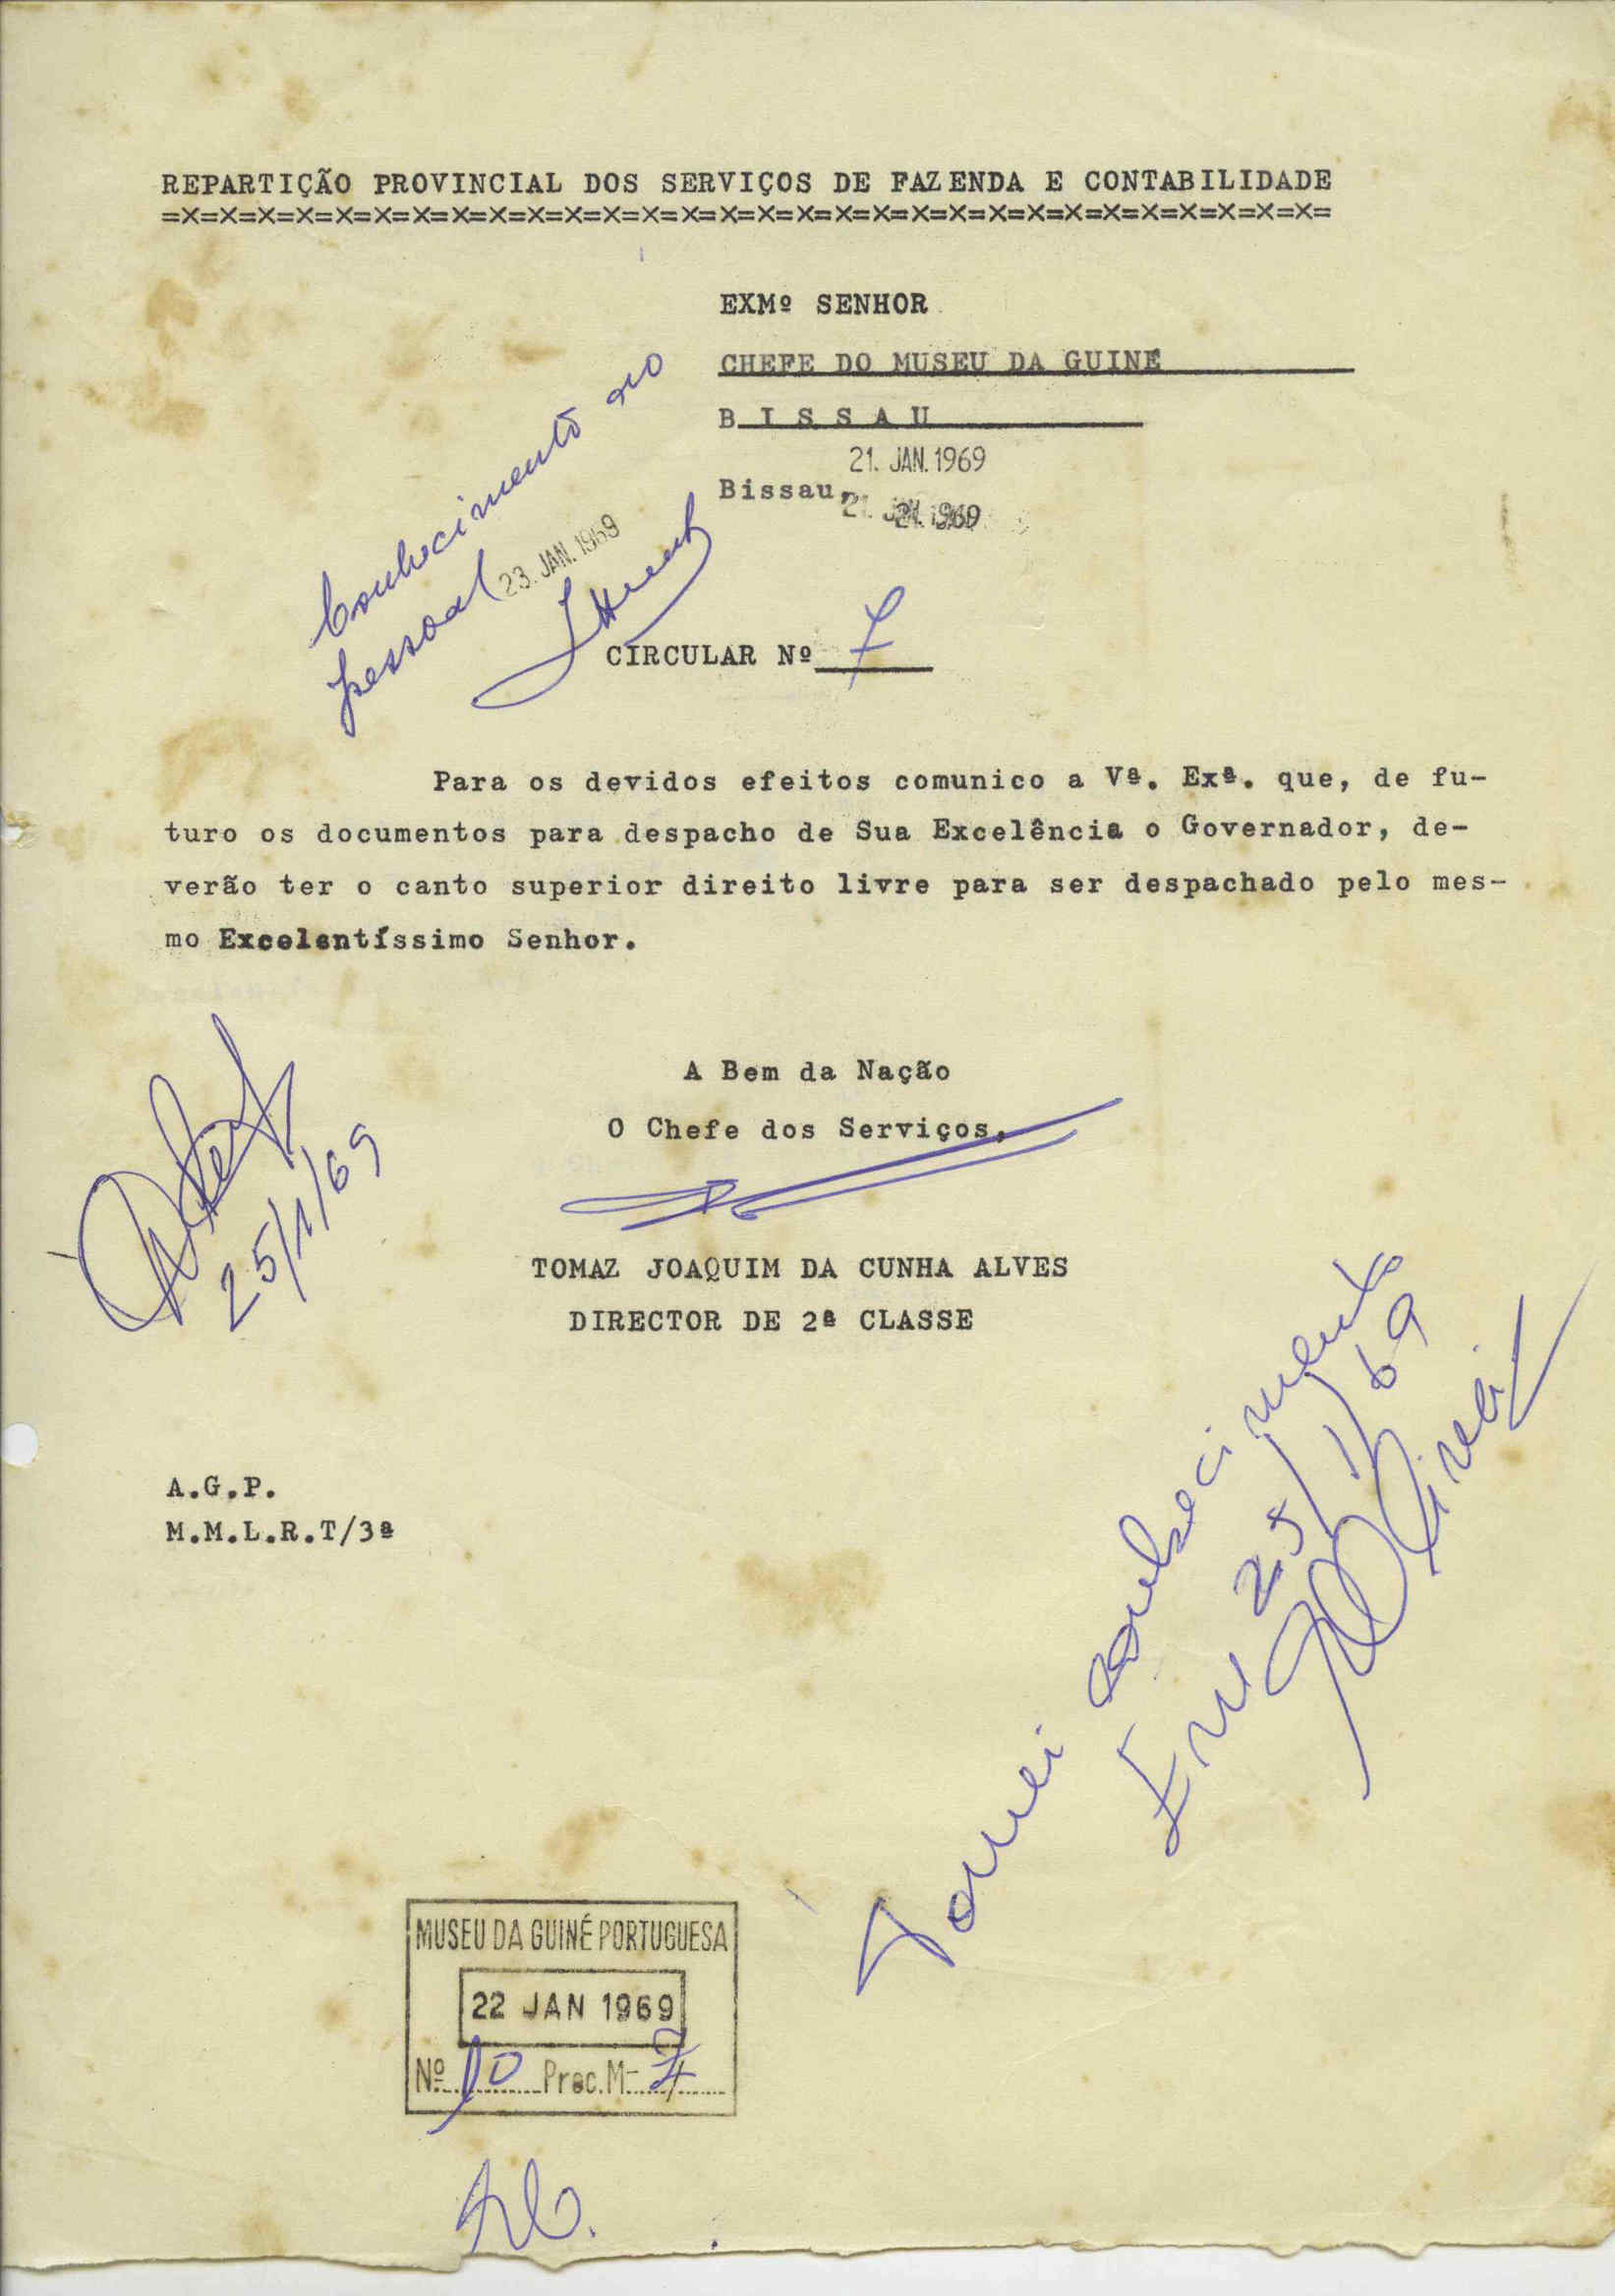 REPARTIÇÃO PROVINCIAL DOS SERVIÇOS DE FAZENDA E CONTABILIDADE
=X=X=X=X=X=X=X=X=X=X=X=X=X=X=X=X=X=X=X=X=X=X=X=X=X=X=X=X=X=X=
EXMº SENHOR
CHEFE DO MUSEU DA GUINÉ
B I S S A U
21. JAN. 1969
Bissau,
21. JAN. 1969
Conhecimento ao
pessoal
23. JAN. 1969
CIRCULAR Nº 7
Para os devidos efeitos comunico a Vª. Exª. que, de fu-
turo os documentos para despacho de Sua Excelência o Governador, de-
verão ter o canto superior direito livre para ser despachado pelo mes-
mo Excelentíssimo Senhor.
A Bem da Nação
O Chefe dos Serviços,
25/1/69
TOMAZ JOAQUIM DA CUNHA ALVES
DIRECTOR DE 2ª CLASSE
A.G.P.
M.M.L.R.T/3ª
Tomei conhecimento
Em 25/1/69
MUSEU DA GUINÉ PORTUGUESA
22 JAN 1969
Nº 10 Proc. M- 7